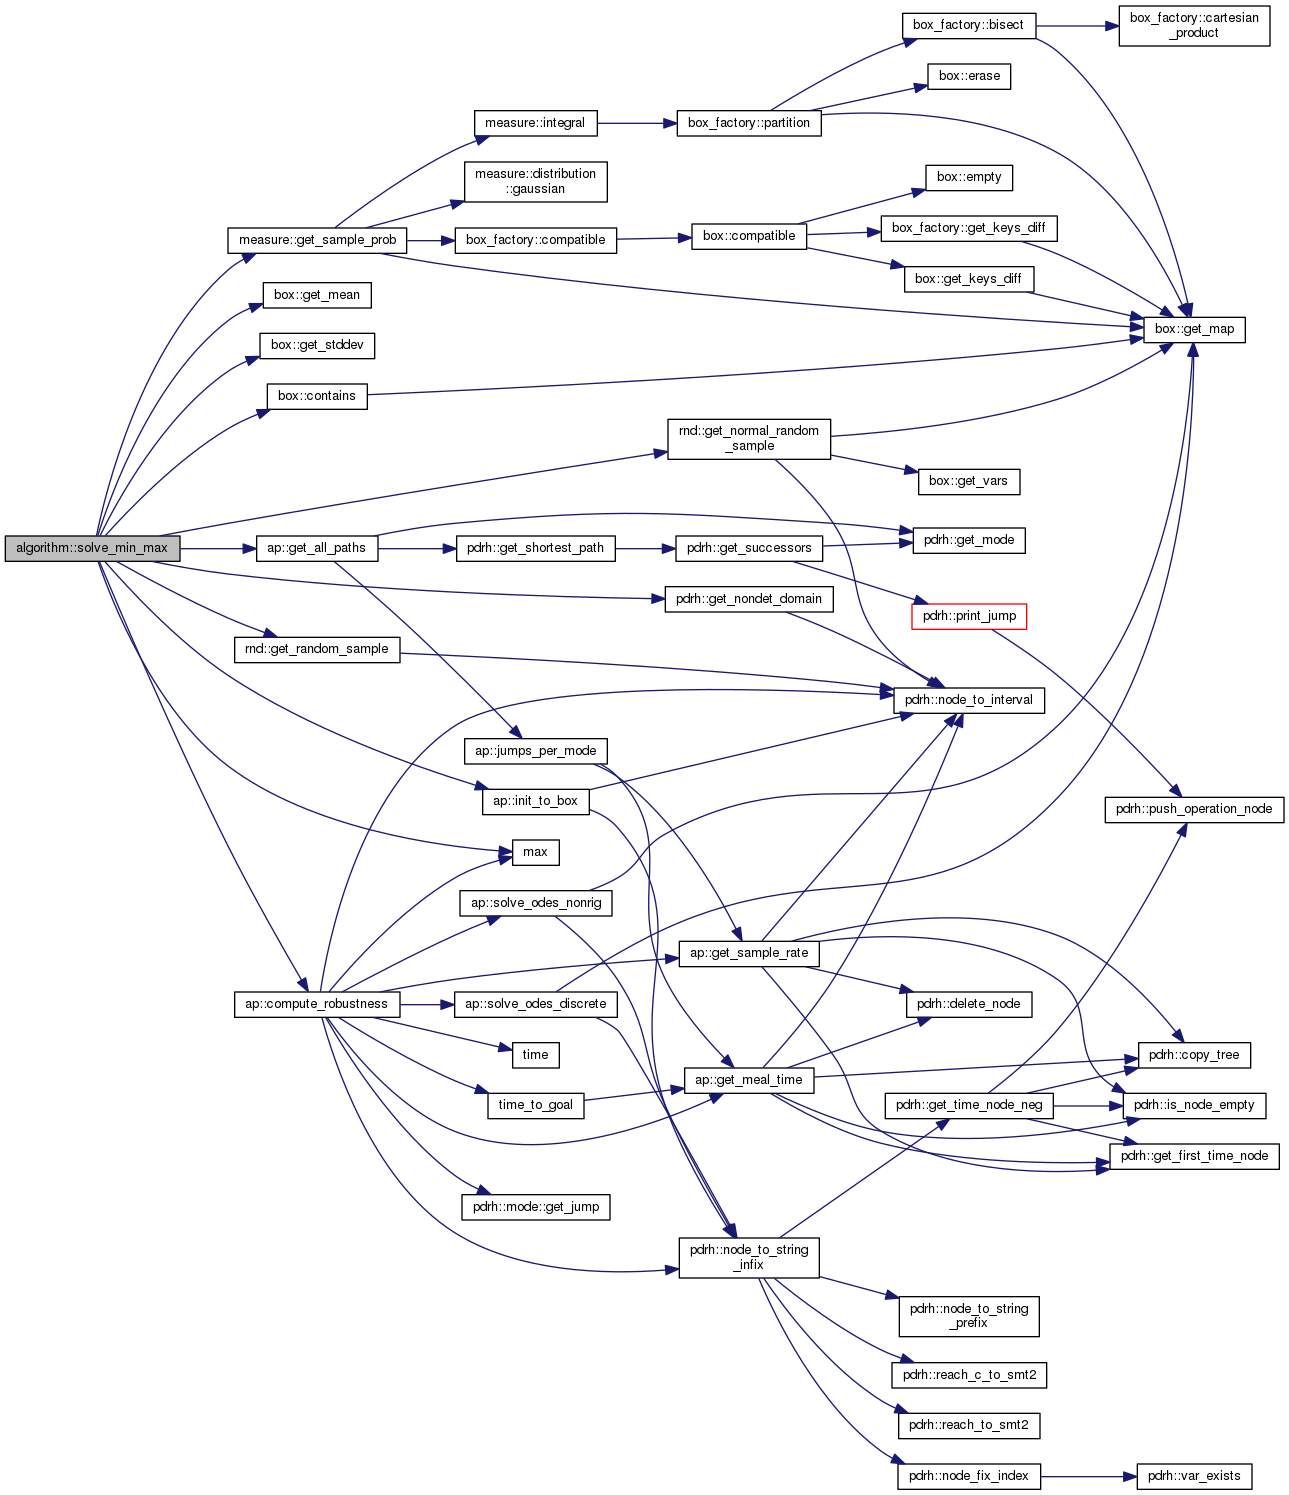 box_factory::bisect
box_factory::cartesian
_product
box::erase
measure::integral
box_factory::partition
measure::distribution
::gaussian
box::empty
box_factory::get_keys_diff
measure::get_sample_prob
box_factory::compatible
box::compatible
box::get_keys_diff
box::get_mean
box::get_map
box::get_stddev
box::contains
rnd::get_normal_random
_sample
box::get_vars
algorithm::solve_min_max
ap::get_all_paths
pdrh::get_shortest_path
pdrh::get_successors
pdrh::get_mode
pdrh::get_nondet_domain
pdrh::print_jump
rnd::get_random_sample
pdrh::node_to_interval
ap::jumps_per_mode
ap::init_to_box
pdrh::push_operation_node
max
ap::solve_odes_nonrig
ap::get_sample_rate
ap::compute_robustness
ap::solve_odes_discrete
pdrh::delete_node
time
pdrh::copy_tree
ap::get_meal_time
time_to_goal
pdrh::get_time_node_neg
pdrh::is_node_empty
pdrh::get_first_time_node
pdrh::mode::get_jump
pdrh::node_to_string
_infix
pdrh::node_to_string
_prefix
pdrh::reach_c_to_smt2
pdrh::reach_to_smt2
pdrh::node_fix_index
pdrh::var_exists